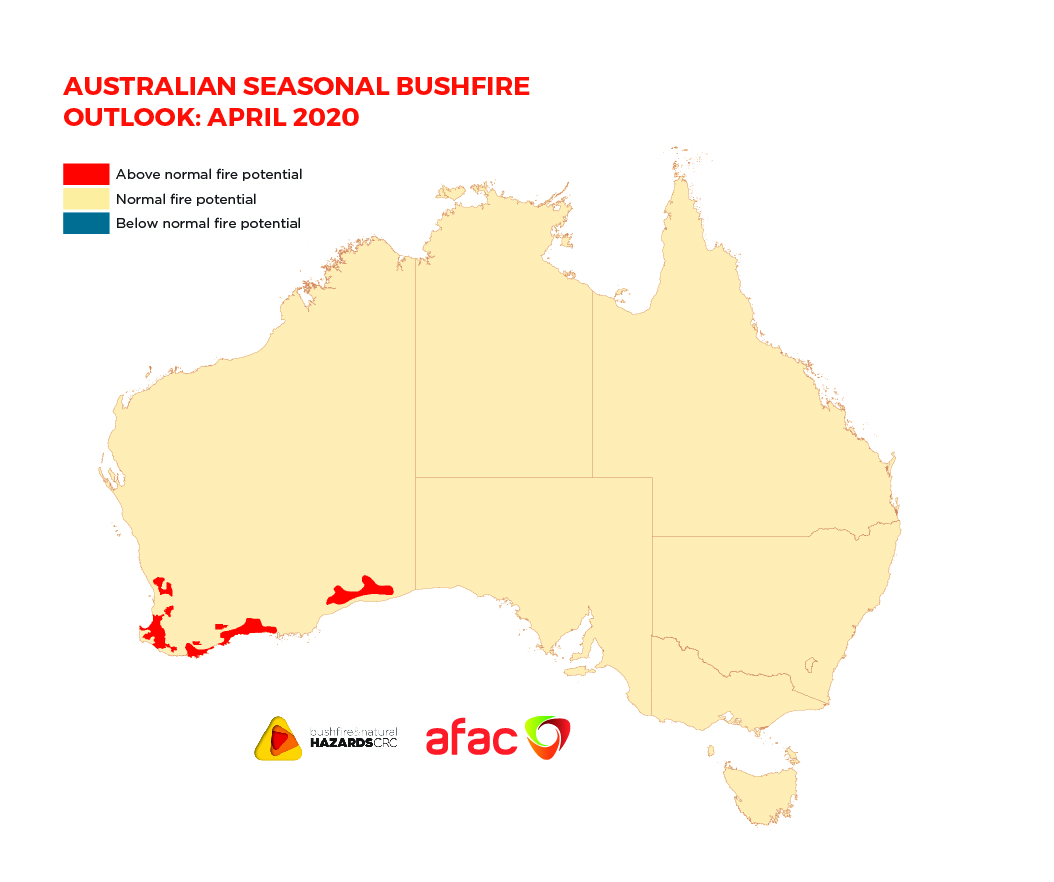 AUSTRALIAN SEASONAL BUSHFIRE
OUTLOOK: APRIL 2020
Above normal fire potential
Normal fire potential
Below normal fire potential
bushfire&natural
HAZARDSCRC
afac